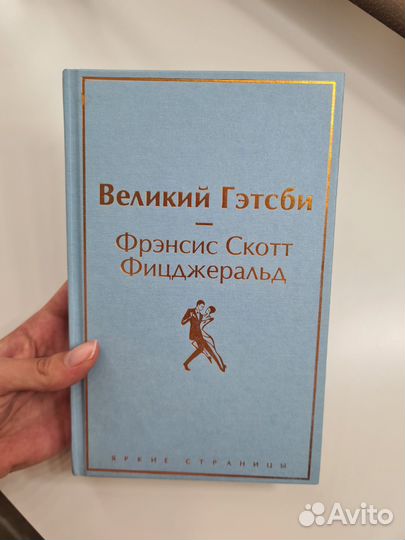 Великий Гэтсби
Фрэнсис Скотт
Фицджеральд
ЯРКИЕ СТРАНИЦЫ
Avito